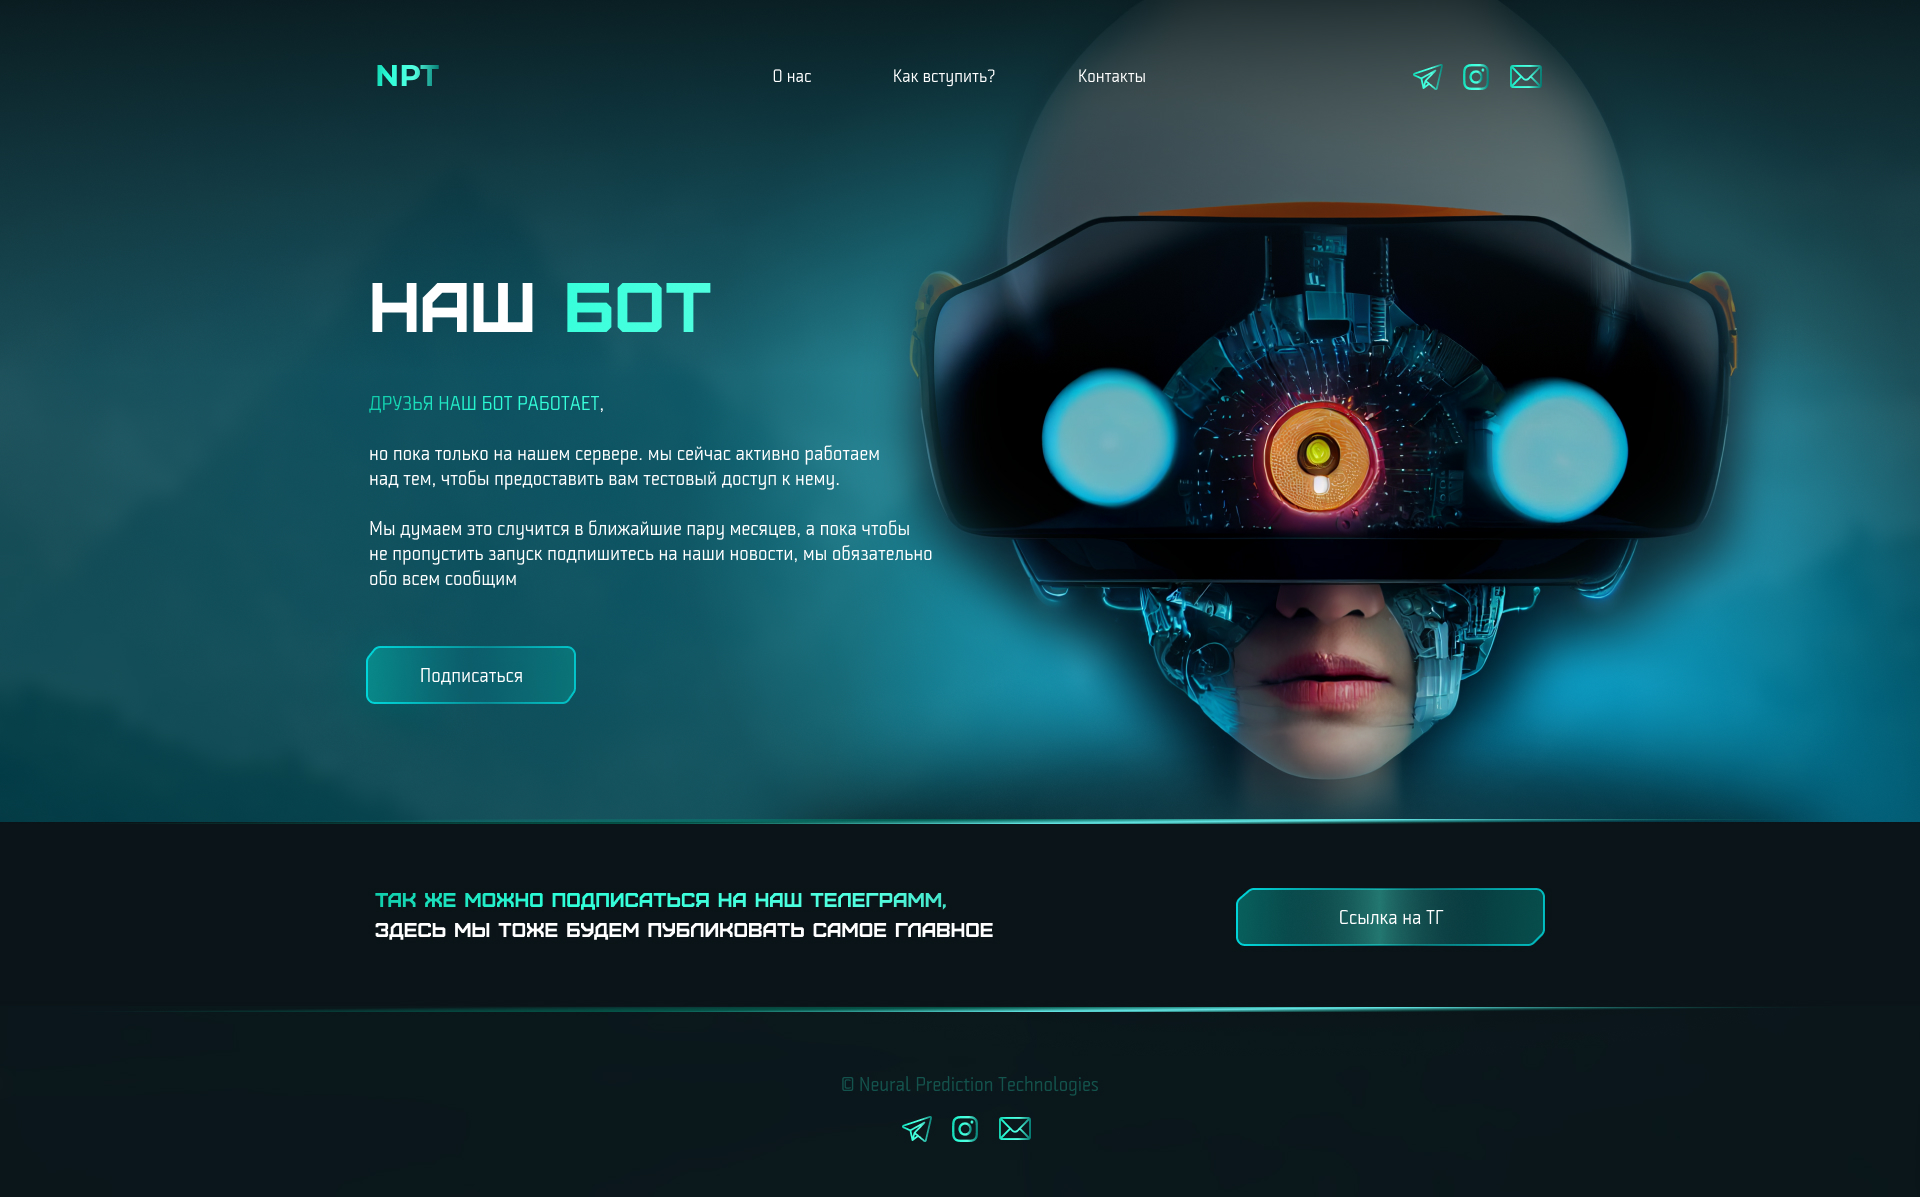 NPT
О нас
Как вступить?
Контакты
НАШ БОТ
ДРУЗЬЯ НАШ БОТ РАБОТАЕТ,
но пока только на нашем сервере. мы сейчас активно работаем
над тем, чтобы предоставить вам тестовый доступ к нему.
Мы думаем это случится в ближайшие пару месяцев, а пока чтобы
не пропустить запуск подпишитесь на наши новости, мы обязательно
обо всем сообщим
Подписаться
ТАК ЖЕ МОЖНО ПОДПИСАТЬСЯ НА НАШ ТЕЛЕГРАММ,
ЗДЕСЬ МЫ ТОЖЕ БУДЕМ ПУБЛИКОВАТЬ САМОЕ ГЛАВНОЕ
Ссылка на ТГ
© Neural Prediction Technologies